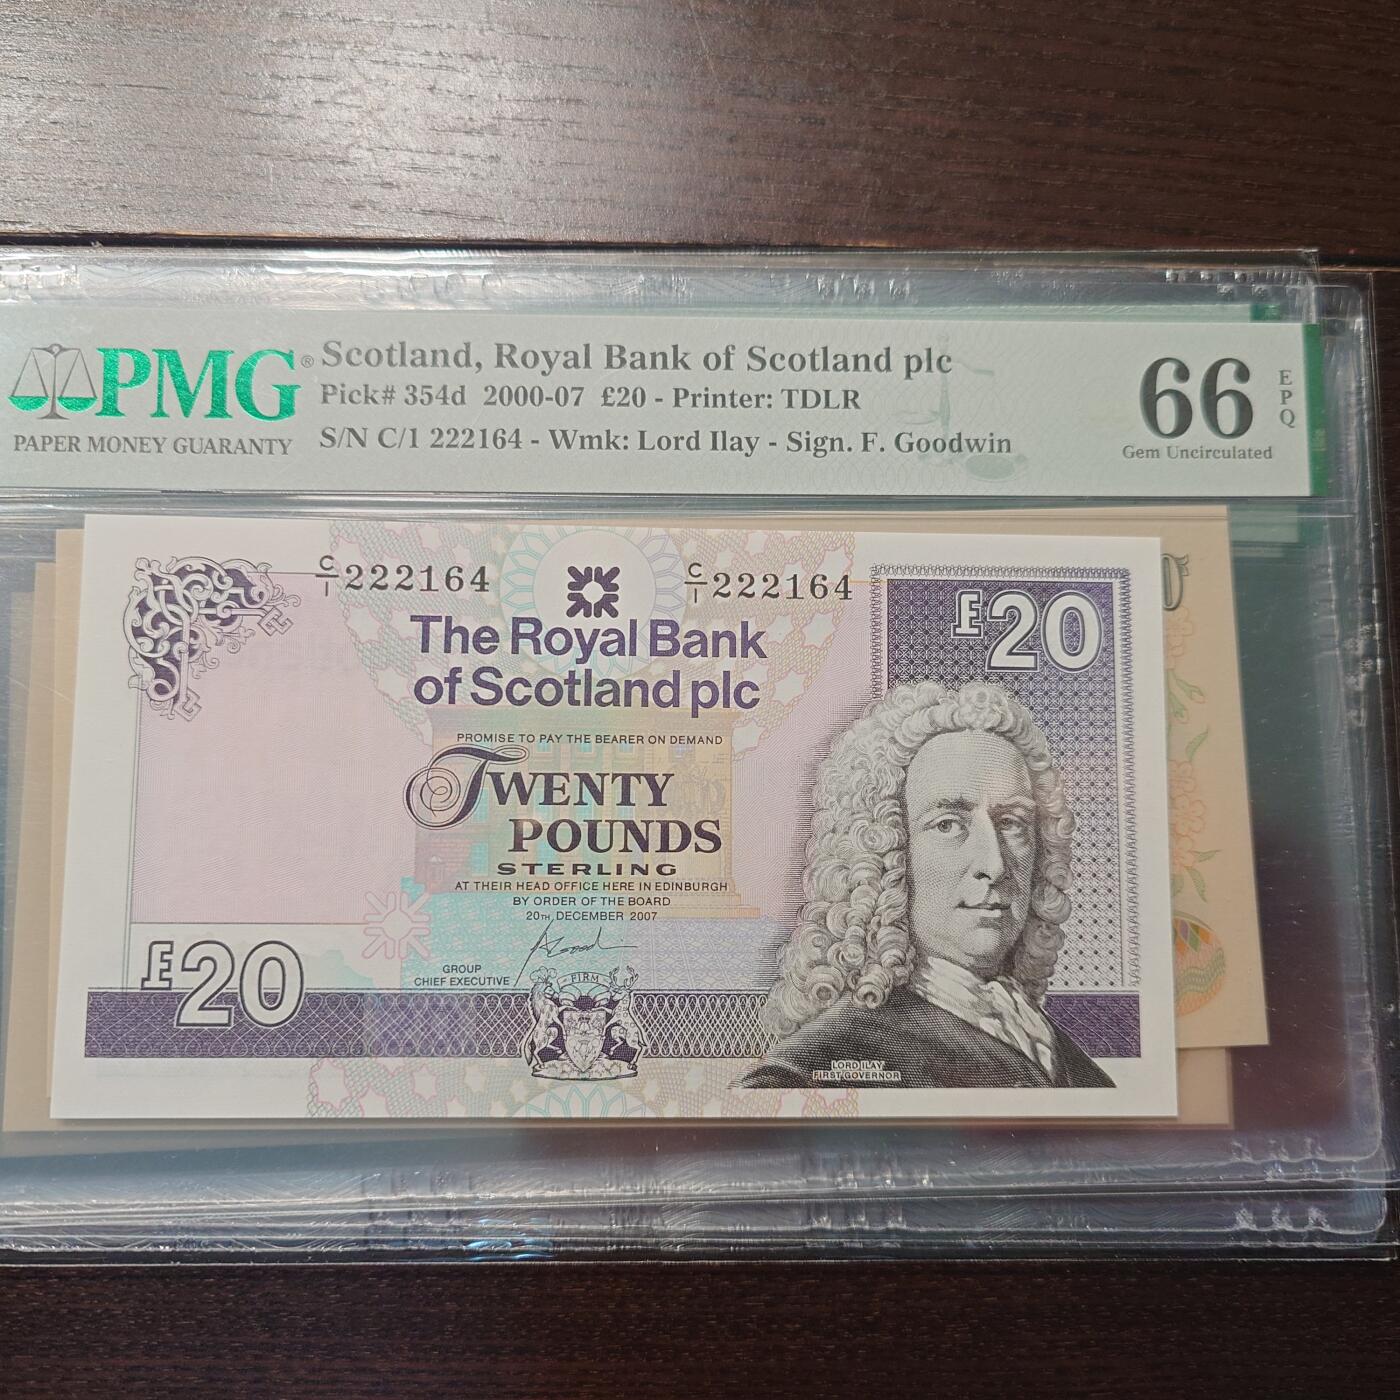 PMG®
PAPER MONEY GUARANTY
Scotland, Royal Bank of Scotland plc
Pick# 354d 2000-07 £20 - Printer: TDLR
S/N C/1 222164 - Wmk: Lord Ilay - Sign. F. Goodwin
66
EPQ
Gem Uncirculated
C/1 222164
C/1 222164
£20
The Royal Bank
of Scotland plc
PROMISE TO PAY THE BEARER ON DEMAND
TWENTY
POUNDS
STERLING
AT THEIR HEAD OFFICE HERE IN EDINBURGH
BY ORDER OF THE BOARD
20TH DECEMBER 2007
GROUP
CHIEF EXECUTIVE
FIRM
£20
LORD ILAY
FIRST GOVERNOR